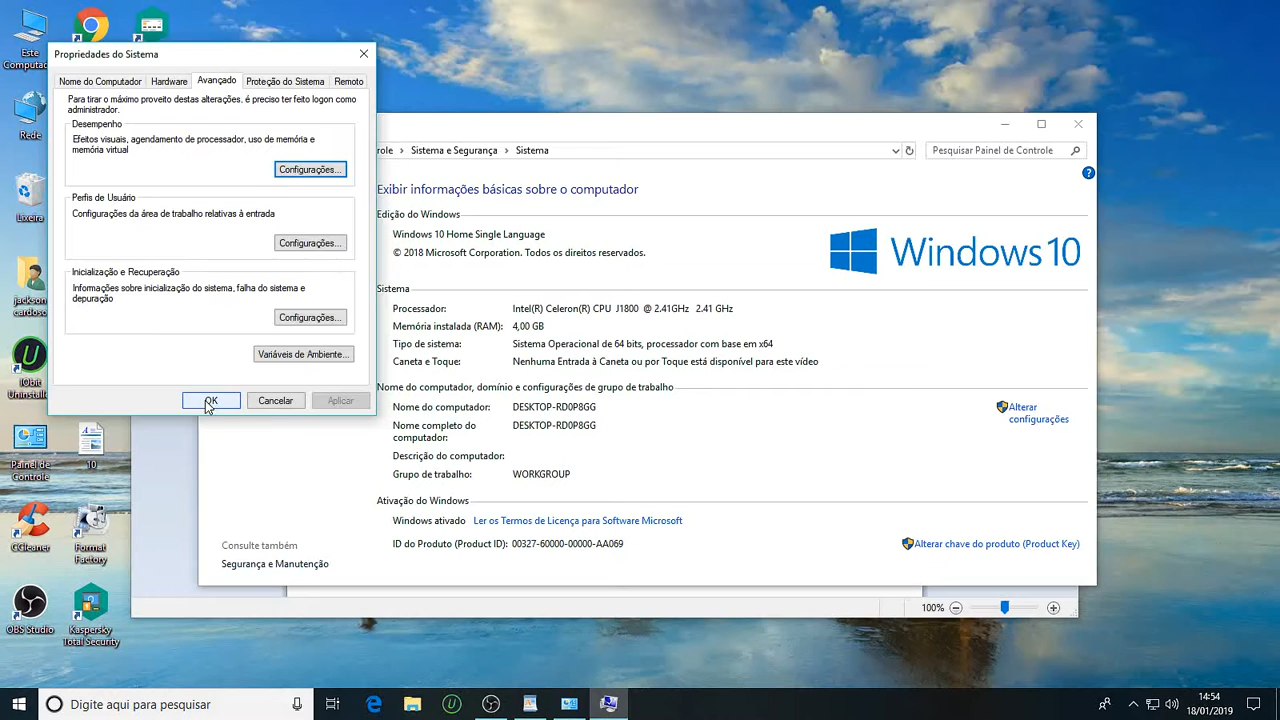 Este
Computa
Rede
Lixeira
jackson
cardoso
IObit
Uninstall
Painel de
Controle
10
CCleaner
Format
Factory
OBS Studio
Kaspersky
Total Security
Propriedades do Sistema
Nome do Computador
Hardware
Avançado
Proteção do Sistema
Remoto
Para tirar o máximo proveito destas alterações, é preciso ter feito logon como
administrador.
Desempenho
Efeitos visuais, agendamento de processador, uso de memória e
memória virtual
Configurações...
Perfis de Usuário
Configurações da área de trabalho relativas à entrada
Configurações...
Inicialização e Recuperação
Informações sobre inicialização do sistema, falha do sistema e
depuração
Configurações...
Variáveis de Ambiente...
OK
Cancelar
Aplicar
role > Sistema e Segurança > Sistema
Pesquisar Painel de Controle
Exibir informações básicas sobre o computador
Edição do Windows
Windows 10 Home Single Language
© 2018 Microsoft Corporation. Todos os direitos reservados.
Windows 10
Sistema
Processador: Intel(R) Celeron(R) CPU J1800 @ 2.41GHz 2.41 GHz
Memória instalada (RAM): 4,00 GB
Tipo de sistema: Sistema Operacional de 64 bits, processador com base em x64
Caneta e Toque: Nenhuma Entrada à Caneta ou por Toque está disponível para este vídeo
Nome do computador, domínio e configurações de grupo de trabalho
Nome do computador: DESKTOP-RD0P8GG
Alterar
configurações
Nome completo do
computador:
DESKTOP-RD0P8GG
Descrição do computador:
Grupo de trabalho: WORKGROUP
Ativação do Windows
Windows ativado Ler os Termos de Licença para Software Microsoft
ID do Produto (Product ID): 00327-60000-00000-AA069
Alterar chave do produto (Product Key)
Consulte também
Segurança e Manutenção
100%
Digite aqui para pesquisar
14:54
18/01/2019